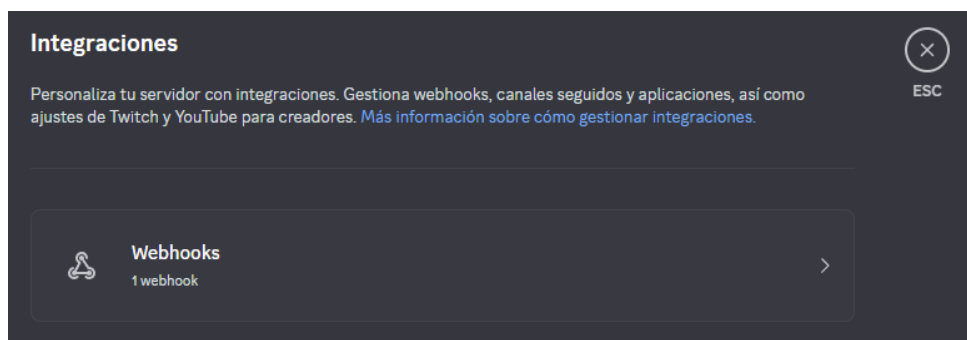 Integraciones
Personaliza tu servidor con integraciones. Gestiona webhooks, canales seguidos y aplicaciones, así como
ajustes de Twitch y YouTube para creadores. Más información sobre cómo gestionar integraciones.
ESC
Webhooks
1 webhook